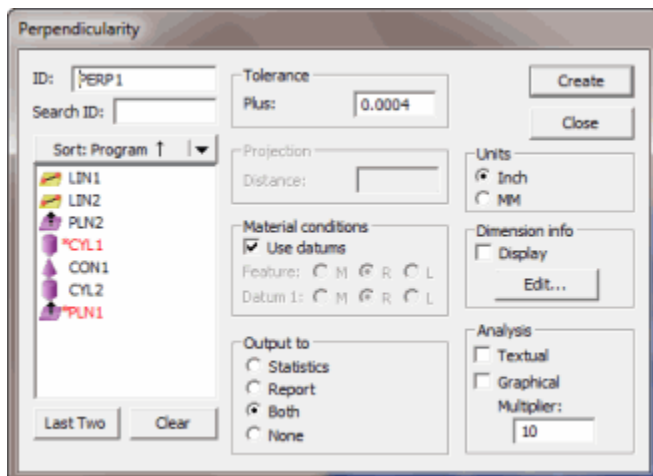 Perpendicularity
ID: PERP1
Search ID:
Sort: Program ↑
LIN1
LIN2
PLN2
*CYL1
CON1
CYL2
*PLN1
Last Two Clear
Tolerance
Plus: 0.0004
Projection
Distance:
Material conditions
Use datums
Feature: M R L
Datum 1: M R L
Output to
Statistics
Report
Both
None
Create
Close
Units
Inch
MM
Dimension info
Display
Edit...
Analysis
Textual
Graphical
Multiplier:
10